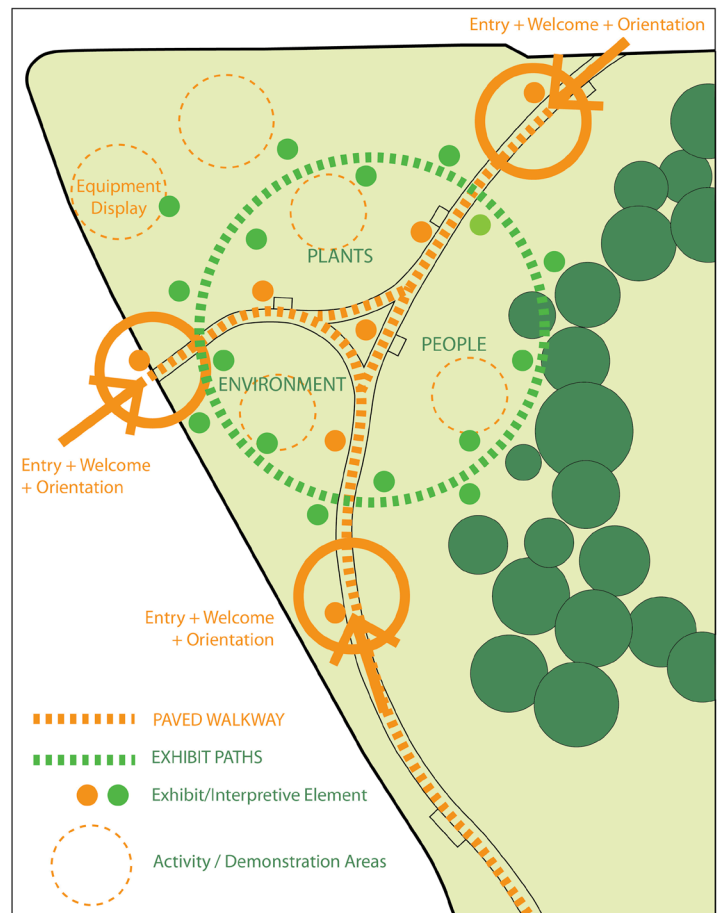 Entry + Welcome + Orientation
Equipment
Display
PLANTS
PEOPLE
ENVIRONMENT
Entry + Welcome
+ Orientation
Entry + Welcome
+ Orientation
PAVED WALKWAY
EXHIBIT PATHS
Exhibit/Interpretive Element
Activity / Demonstration Areas